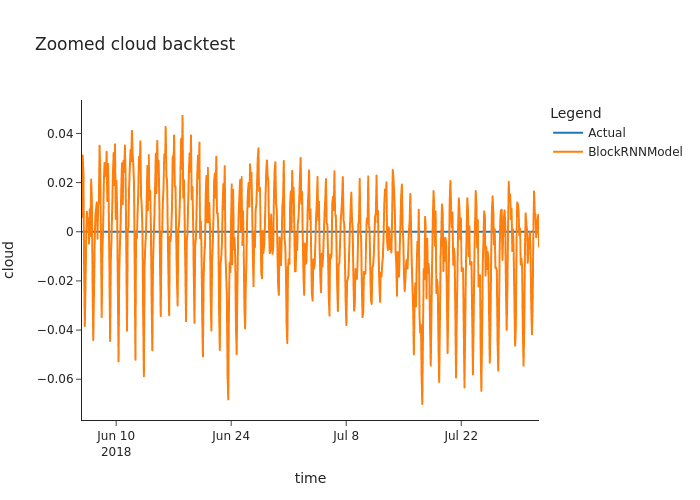 Zoomed cloud backtest
Legend
Actual
BlockRNNModel
0.04
0.02
0
−0.02
−0.04
−0.06
cloud
Jun 10
2018
Jun 24
Jul 8
Jul 22
time